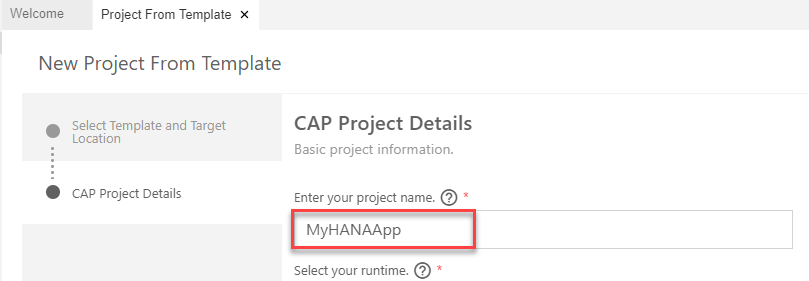 Welcome
Project From Template ×
New Project From Template
Select Template and Target
Location
CAP Project Details
CAP Project Details
Basic project information.
Enter your project name. ? *
MyHANAApp
Select your runtime. ? *